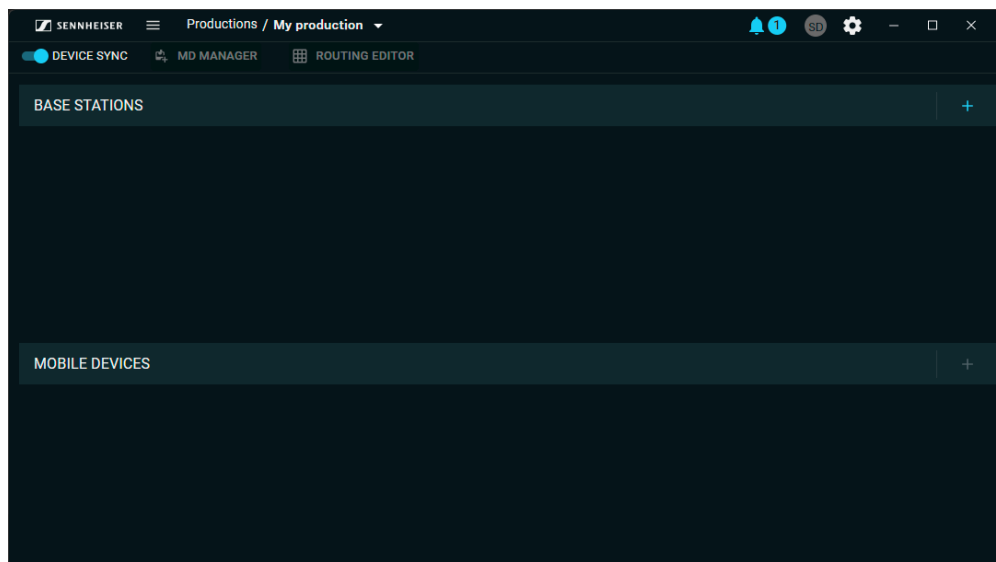 SENNHEISER Productions / My production 1 SD
DEVICE SYNC MD MANAGER ROUTING EDITOR
BASE STATIONS
MOBILE DEVICES